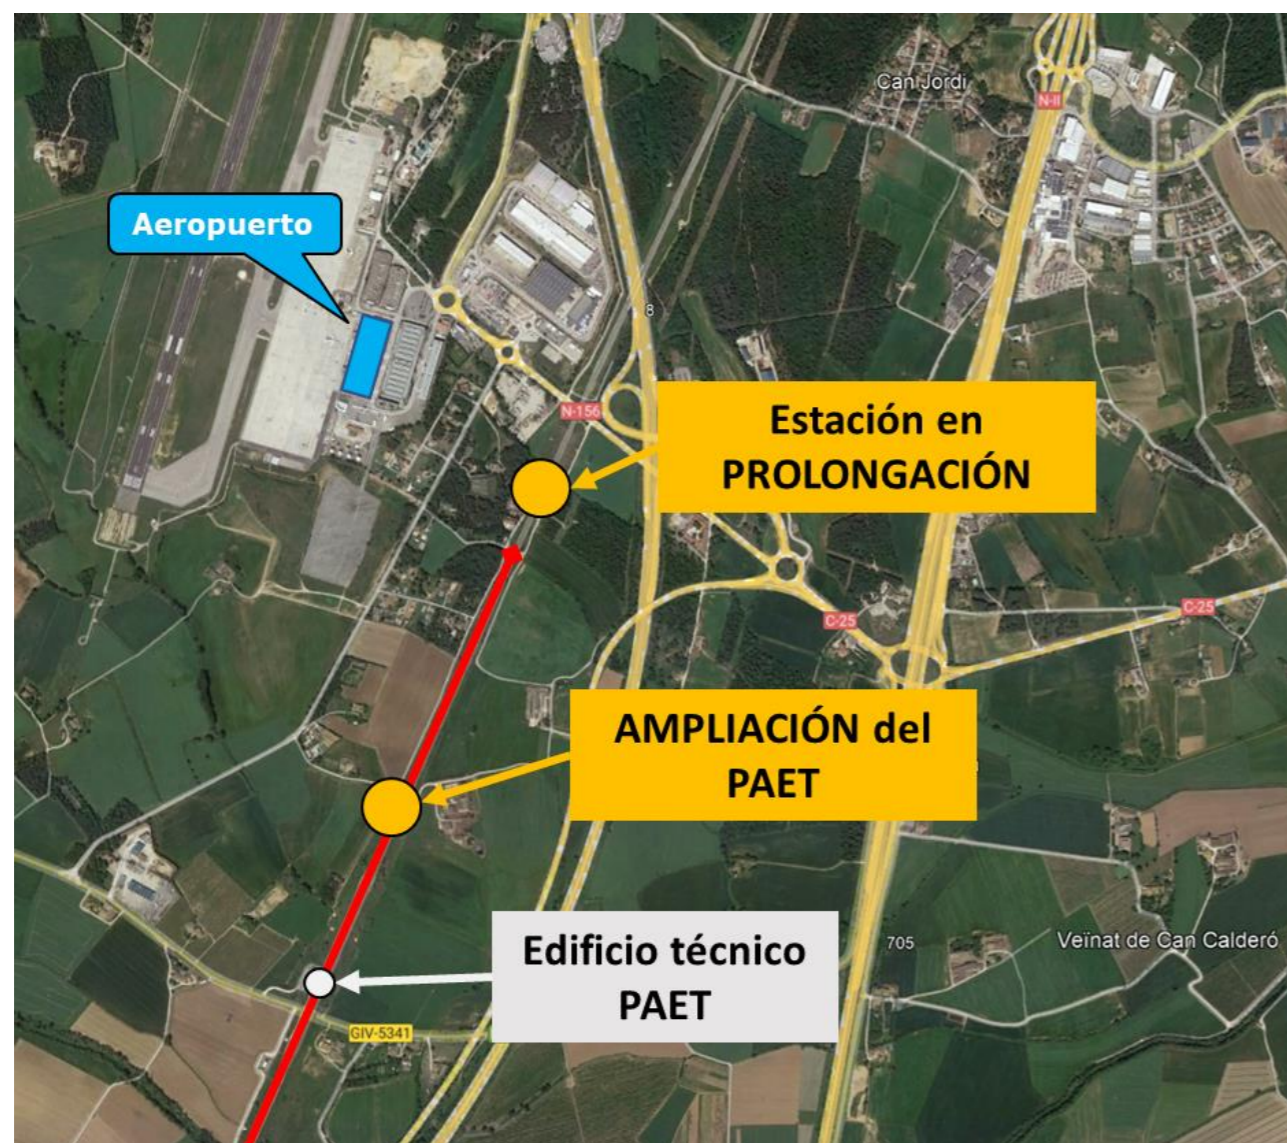 Can Jordi
N-II
Aeropuerto
8
N-156
Estación en
PROLONGACIÓN
C-25
C-25
AMPLIACIÓN del
PAET
Edificio técnico
PAET
705
Veïnat de Can Calderó
GIV-5341